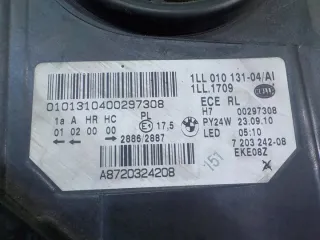 1LL 010 131-04/AI
1LL.1709
0101310400297308
ECE RL
1a A HR HC
PL
H7 00297308
01 02 00 00
E1 17,5
PY24W 23.09.10
2886/2887
LED 05:10
7 203 242-08
EKE08Z
A8720324208
151